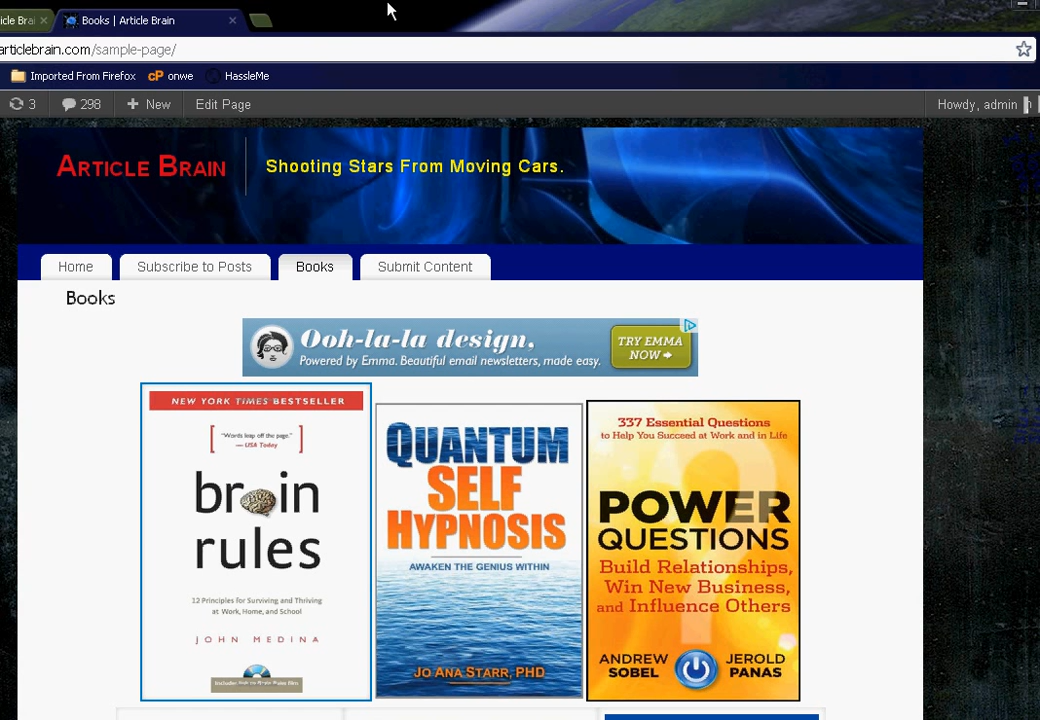 icle Brai
Books | Article Brain
articlebrain.com/sample-page/
Imported From Firefox
cP onwe
HassleMe
3
298
+ New
Edit Page
Howdy, admin
Article Brain
Shooting Stars From Moving Cars.
Home
Subscribe to Posts
Books
Submit Content
Books
Ooh-la-la design,
Powered by Emma. Beautiful email newsletters, made easy.
TRY EMMA
NOW
NEW YORK TIMES BESTSELLER
"Words leap off the page."
— USA Today
brain
rules
12 Principles for Surviving and Thriving
at Work, Home, and School
JOHN MEDINA
QUANTUM
SELF
HYPNOSIS
AWAKEN THE GENIUS WITHIN
JO ANA STARR, PHD
337 Essential Questions
to Help You Succeed at Work and in Life
POWER
QUESTIONS
Build Relationships,
Win New Business,
and Influence Others
ANDREW
SOBEL
JEROLD
PANAS